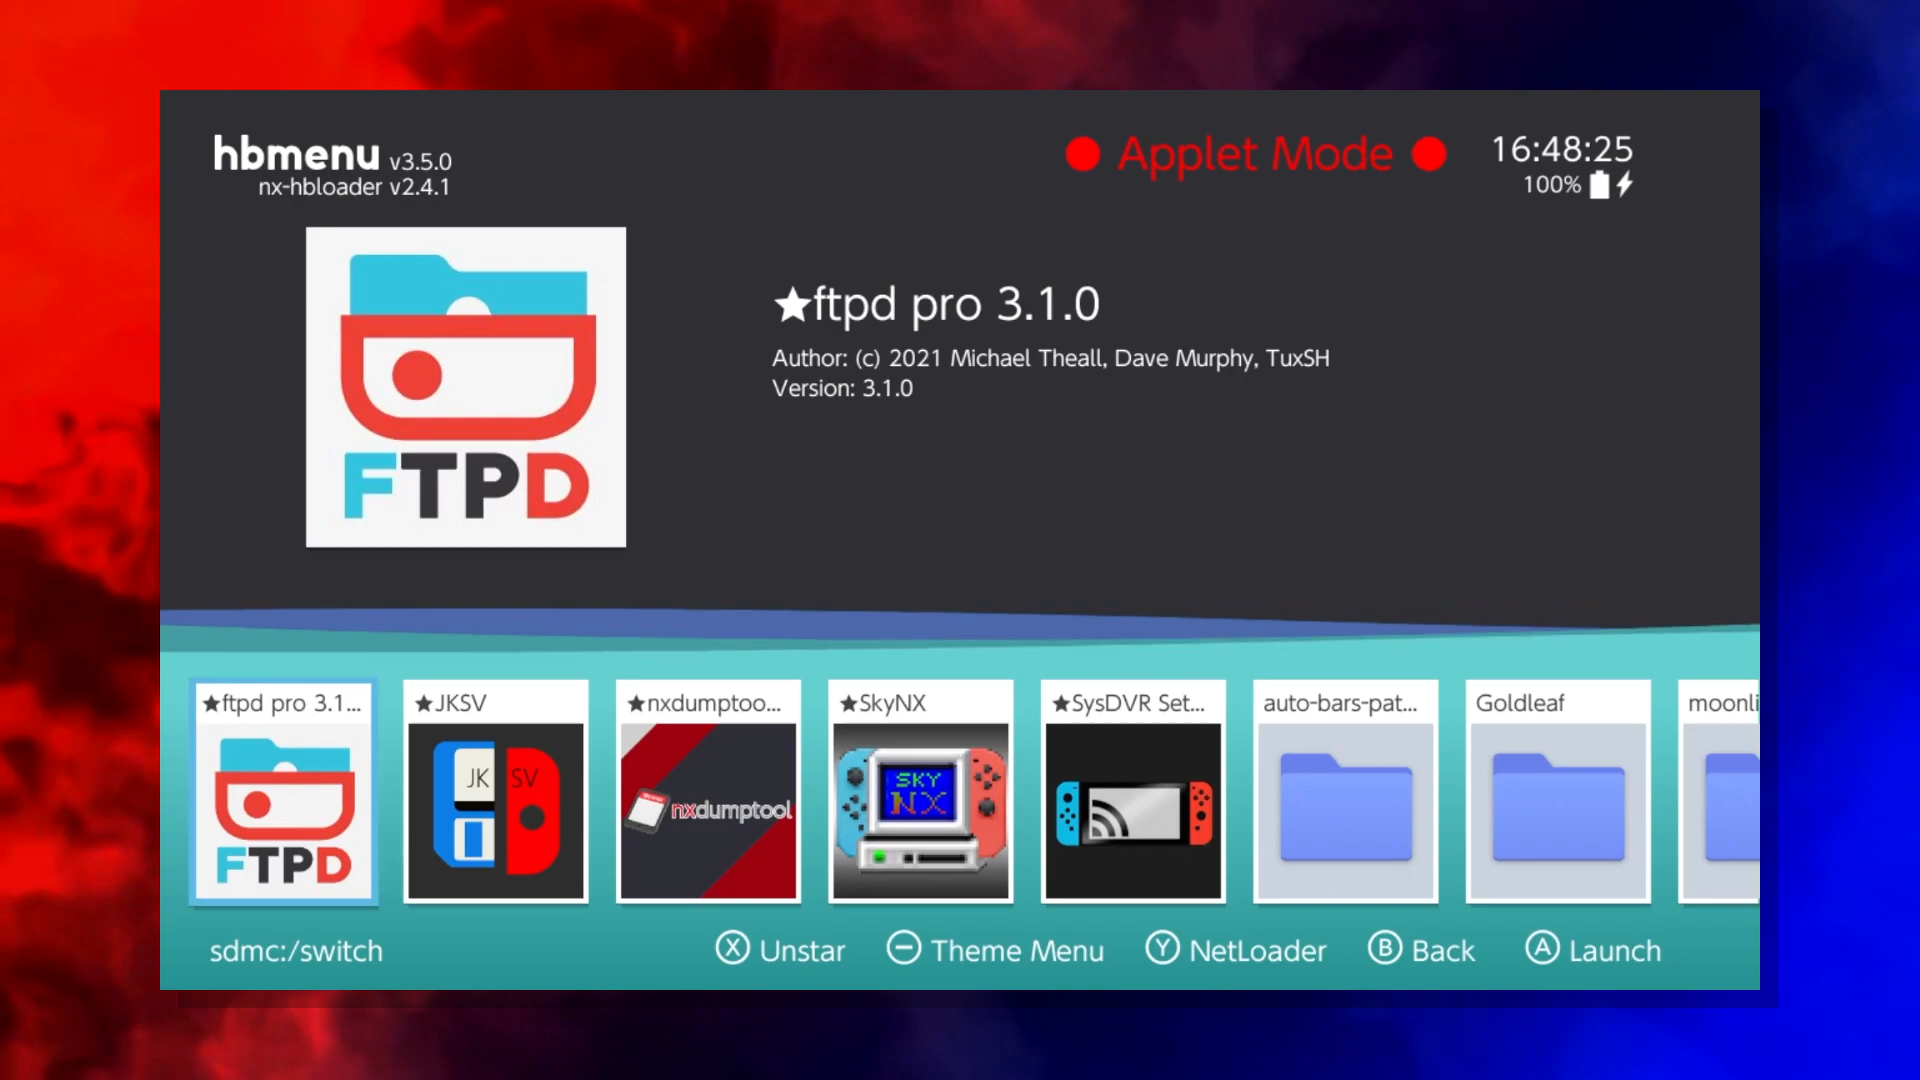 hbmenu v3.5.0
nx-hbloader v2.4.1
Applet Mode
16:48:25
100%
FTPD
★ftpd pro 3.1.0
Author: (c) 2021 Michael Theall, Dave Murphy, TuxSH
Version: 3.1.0
★ftpd pro 3.1...
FTPD
★JKSV
JK SV
★nxdumptoo...
nxdumptool
★SkyNX
SKY
NX
★SysDVR Set...
auto-bars-pat...
Goldleaf
moonli
sdmc:/switch
X Unstar
Theme Menu
Y NetLoader
B Back
A Launch